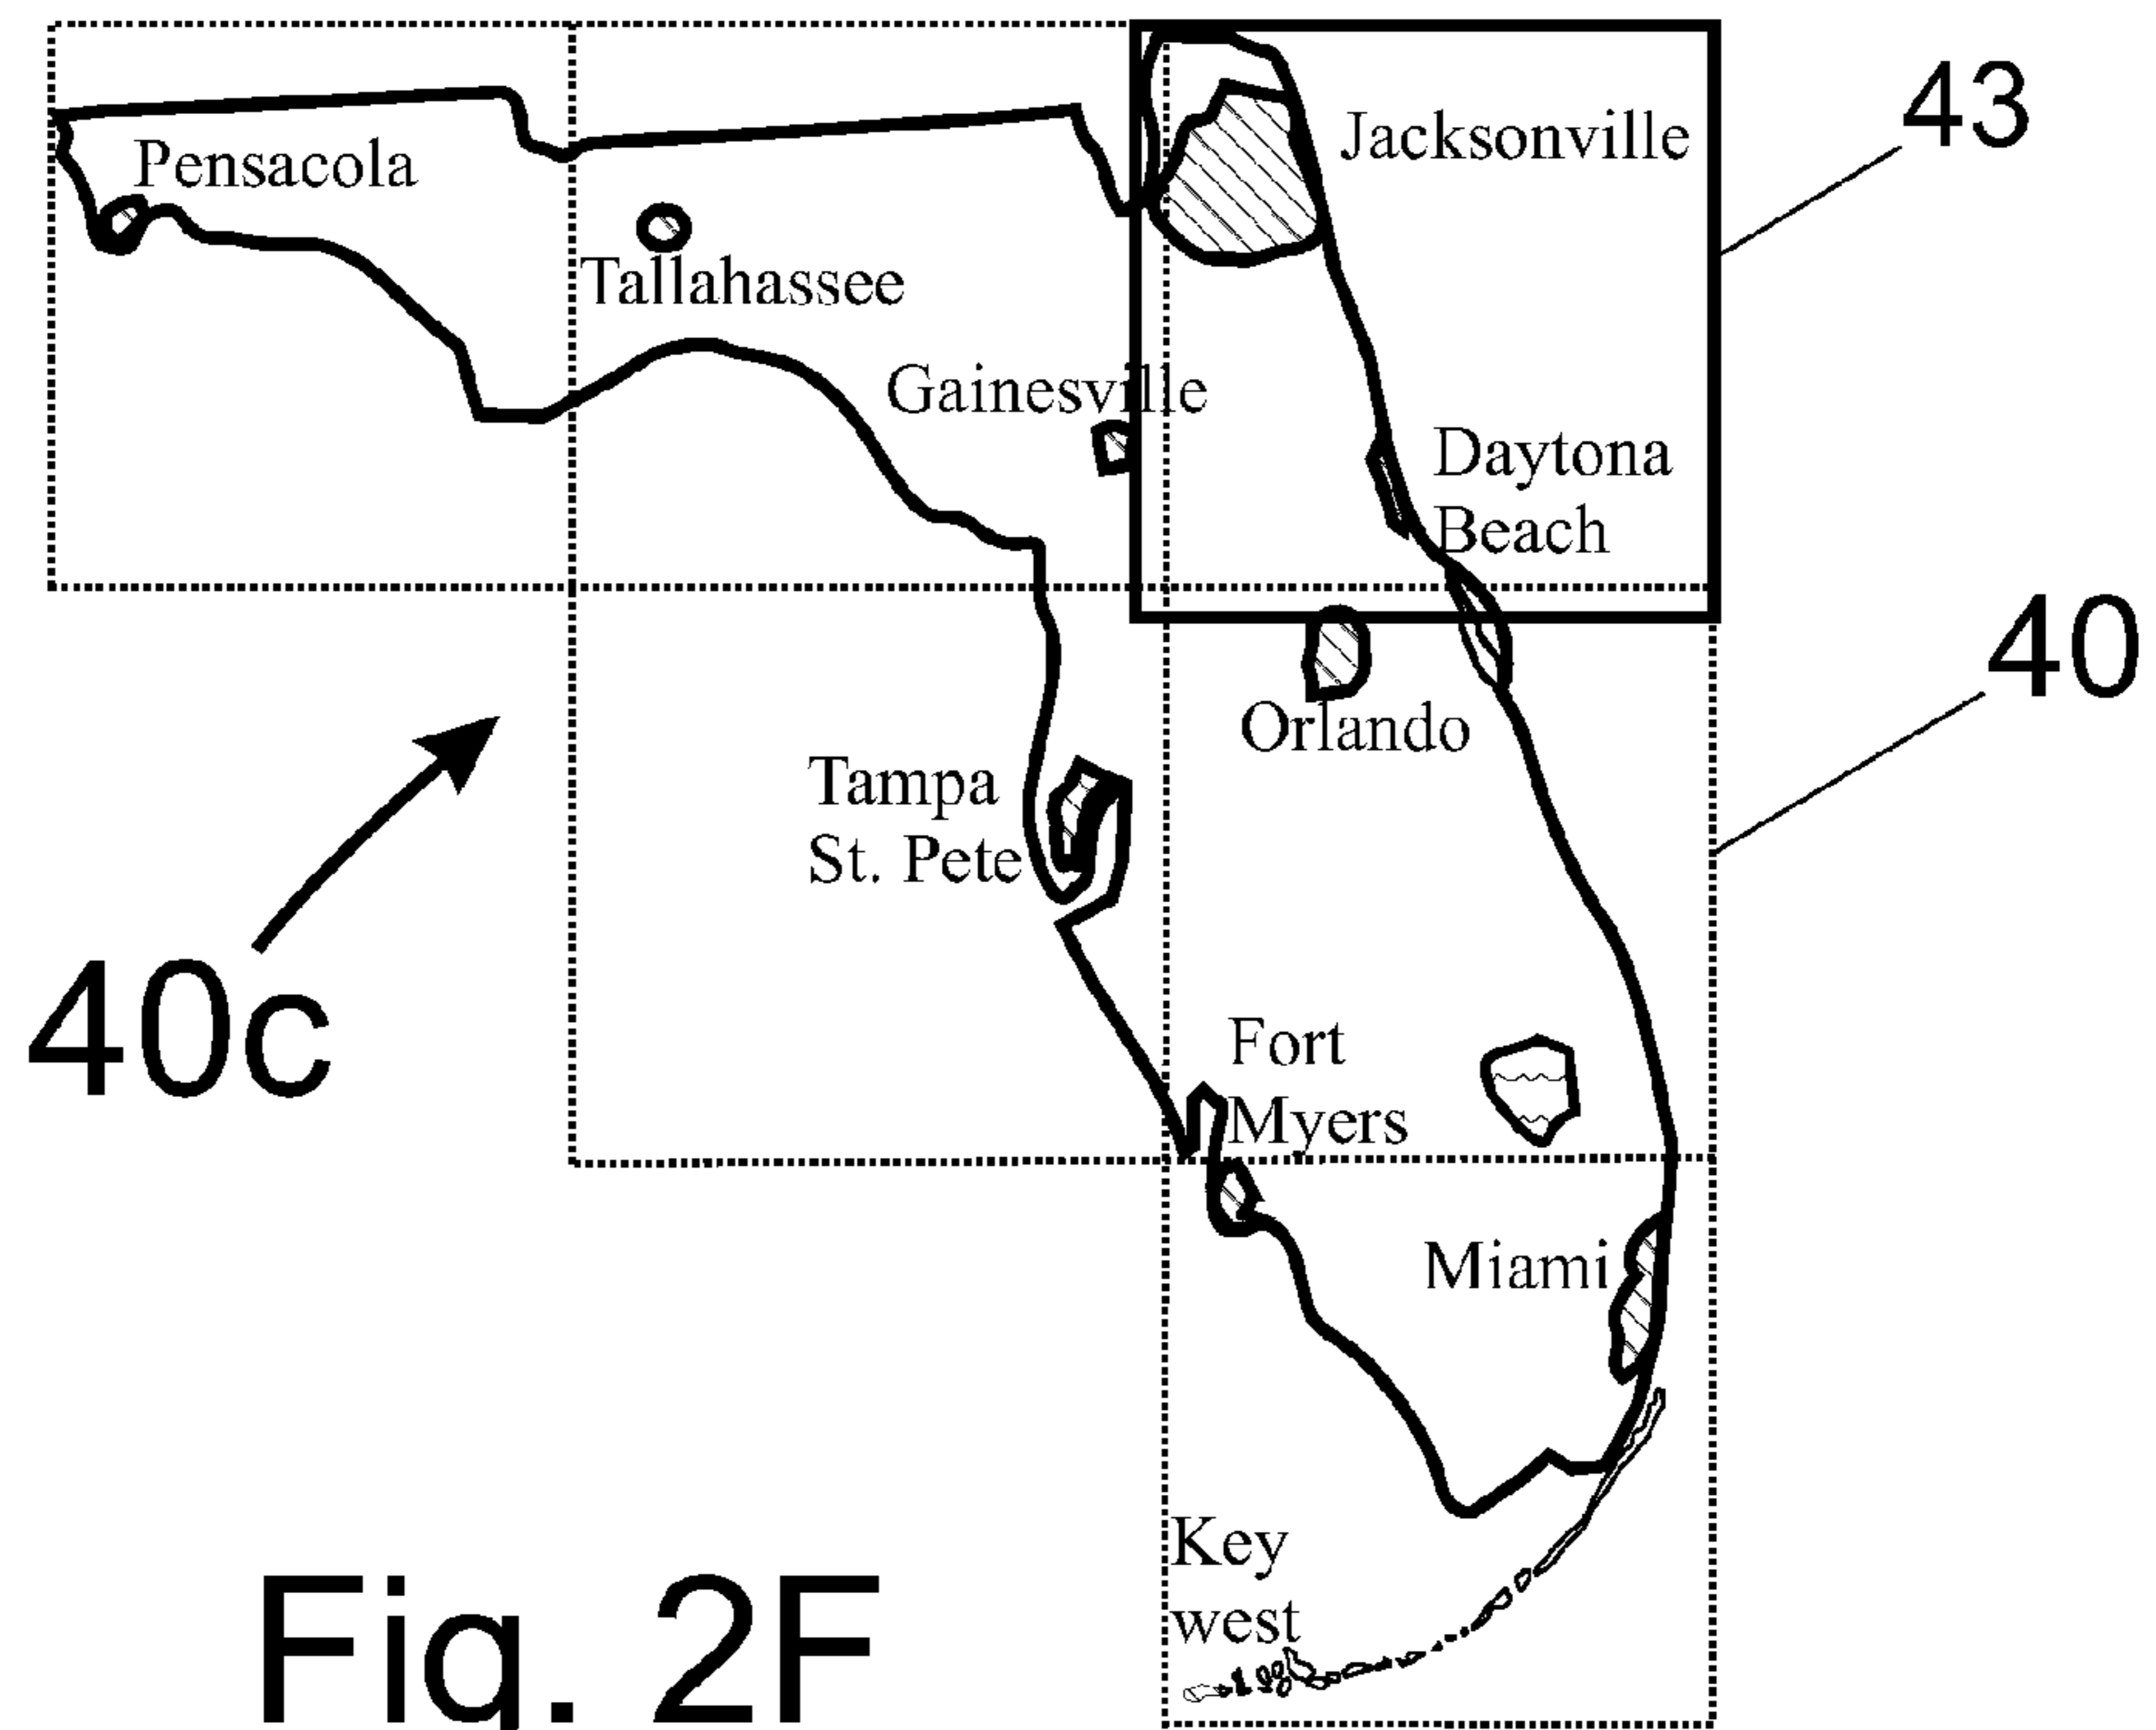 43
Jacksonville
Pensacola
Tallahassee
Gainesville
Daytona
Beach
40
Orlando
Tampa
St. Pete
40c
Fort
Myers
Miami
Key
west
Fig. 2F